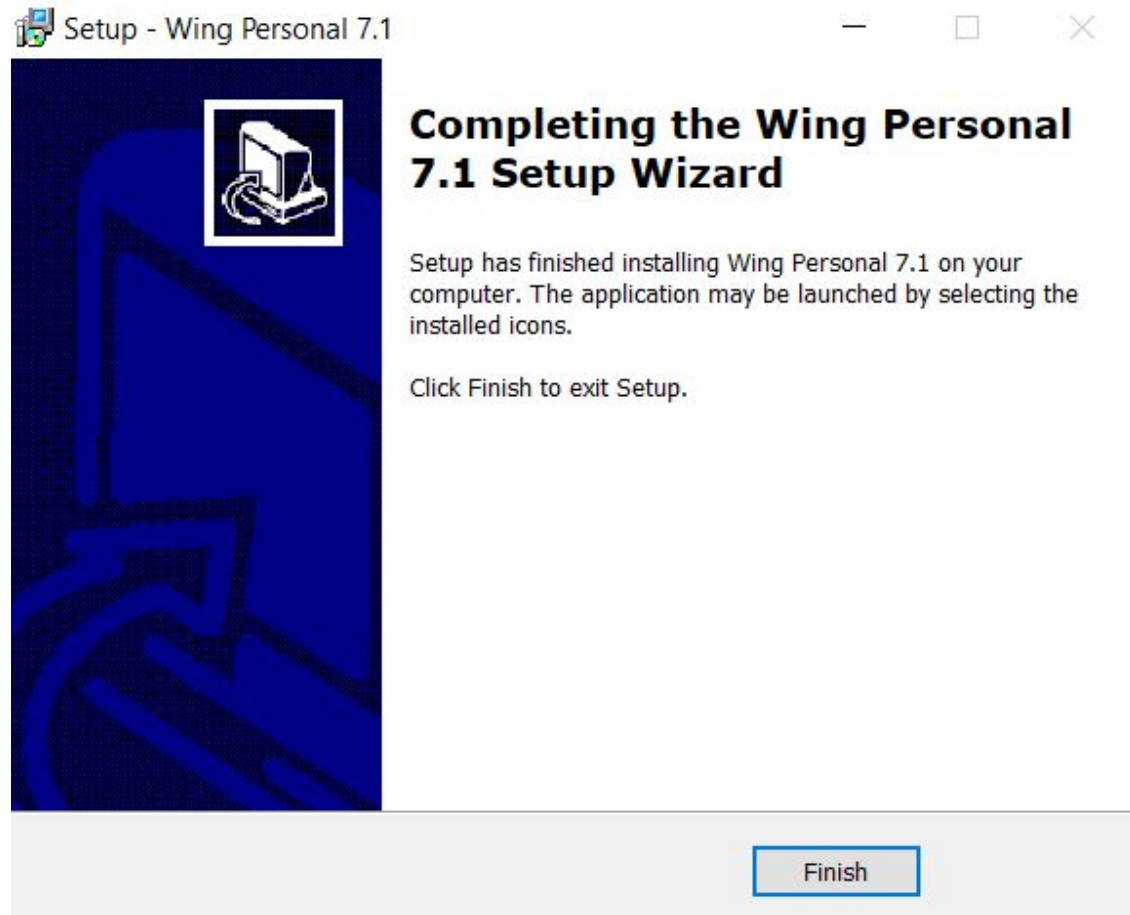 Setup - Wing Personal 7.1
Completing the Wing Personal
7.1 Setup Wizard
Setup has finished installing Wing Personal 7.1 on your
computer. The application may be launched by selecting the
installed icons.
Click Finish to exit Setup.
Finish